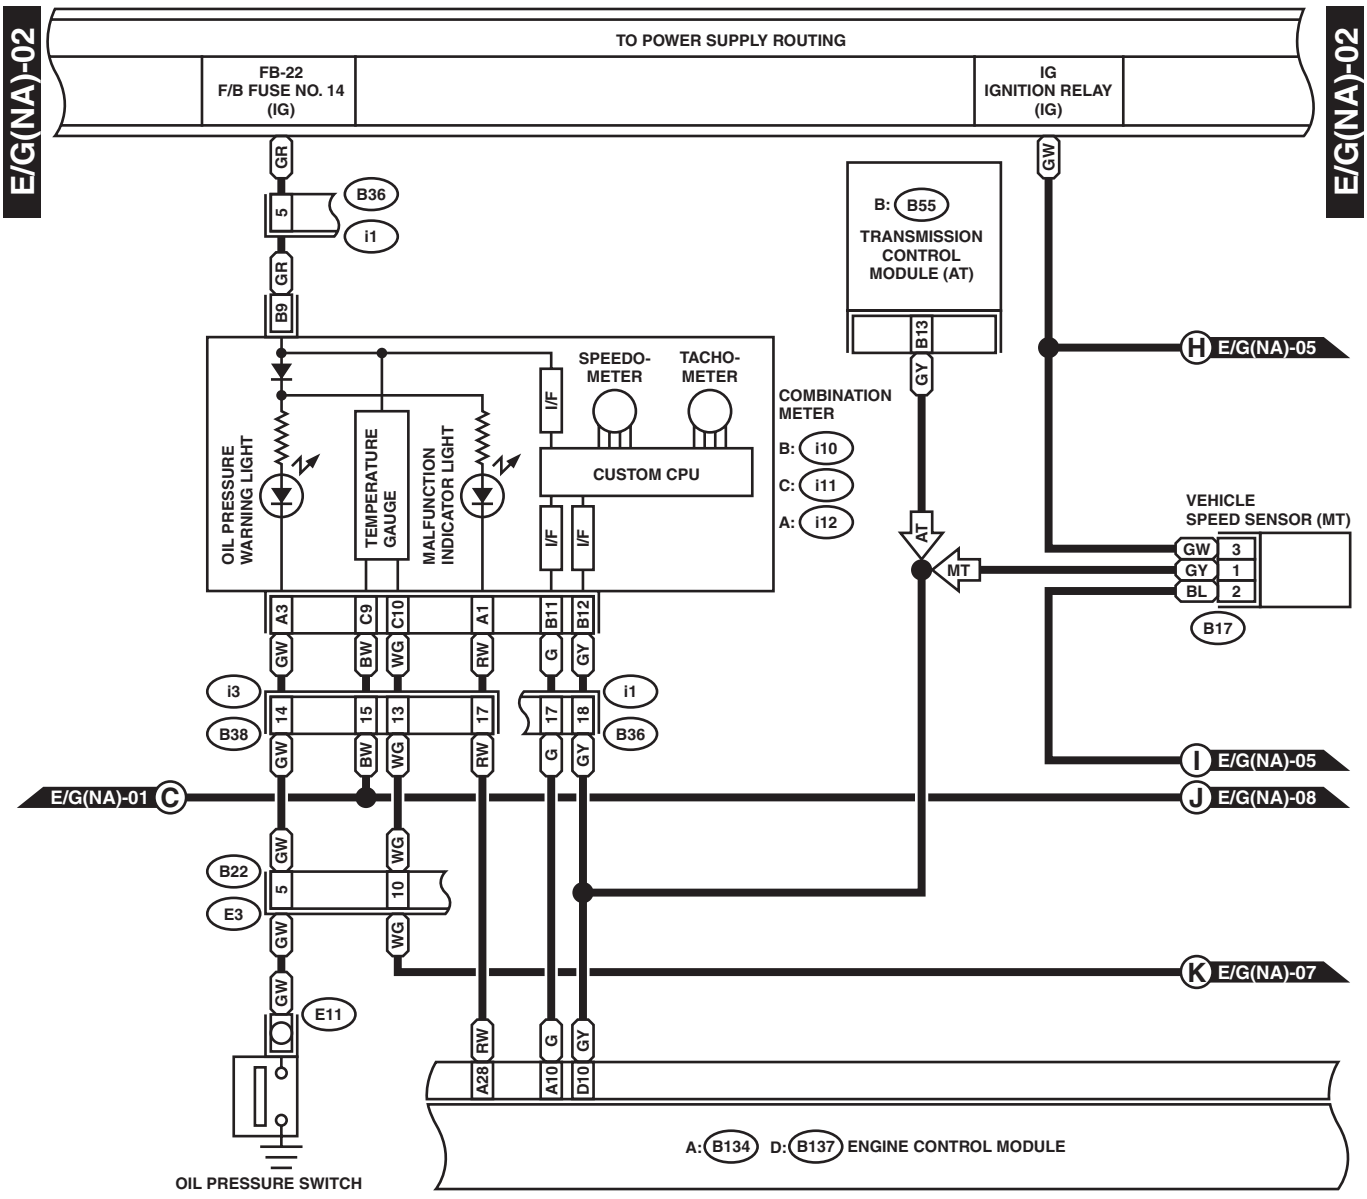 E/G(NA)-02
E/G(NA)-02
TO POWER SUPPLY ROUTING
FB-22
F/B FUSE NO. 14
(IG)
IG
IGNITION RELAY
(IG)
GR
GW
5
B36
i1
GR
B9
B: B55
TRANSMISSION
CONTROL
MODULE (AT)
B13
GY
H E/G(NA)-05
SPEEDO-
METER
TACHO-
METER
I/F
COMBINATION
METER
B: i10
C: i11
A: i12
OIL PRESSURE
WARNING LIGHT
TEMPERATURE
GAUGE
MALFUNCTION
INDICATOR LIGHT
CUSTOM CPU
I/F
I/F
AT
MT
VEHICLE
SPEED SENSOR (MT)
GW 3
GY 1
BL 2
B17
A3
C9
C10
A1
B11
B12
GW
BW
WG
RW
G
GY
i3
i1
14
15
13
17
17
18
B38
B36
GW
BW
WG
RW
G
GY
I E/G(NA)-05
E/G(NA)-01 C
J E/G(NA)-08
GW
WG
B22
5
10
E3
GW
WG
K E/G(NA)-07
GW
E11
RW
G
GY
A28
A10
D10
A: B134 D: B137 ENGINE CONTROL MODULE
OIL PRESSURE SWITCH